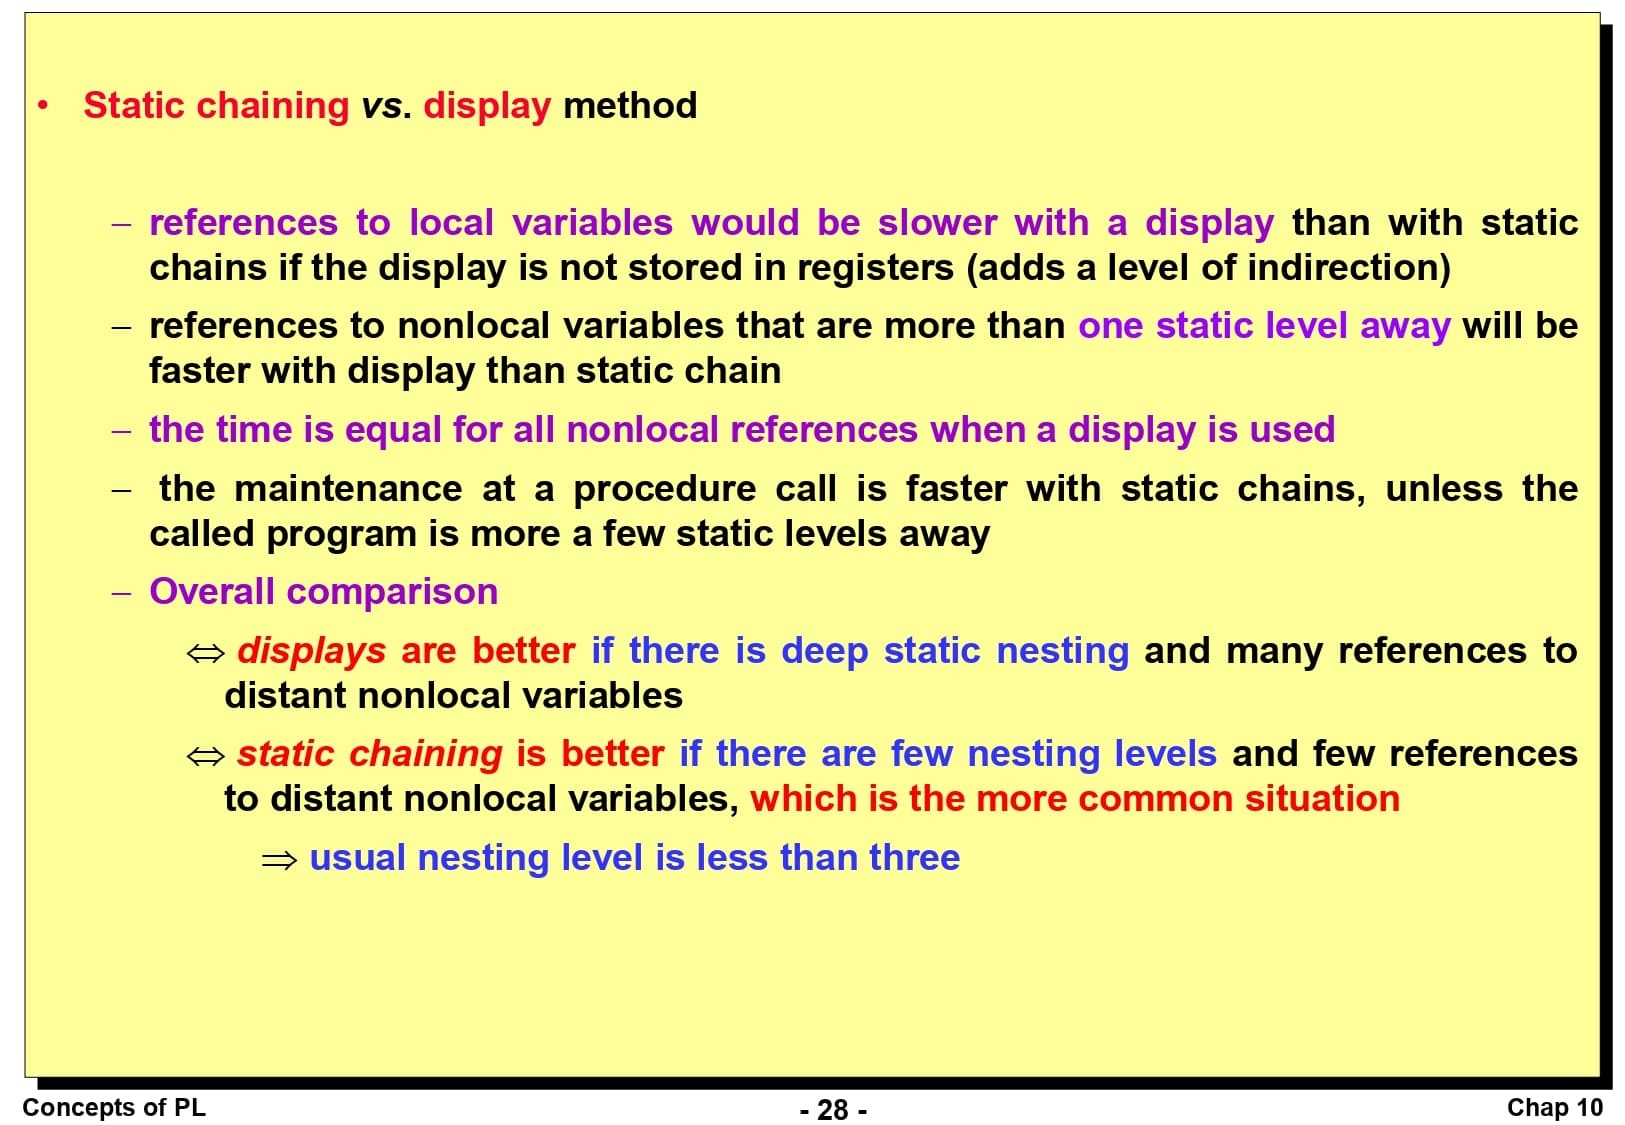 • Static chaining vs. display method
– references to local variables would be slower with a display than with static
chains if the display is not stored in registers (adds a level of indirection)
– references to nonlocal variables that are more than one static level away will be
faster with display than static chain
– the time is equal for all nonlocal references when a display is used
– the maintenance at a procedure call is faster with static chains, unless the
called program is more a few static levels away
– Overall comparison
⇔ displays are better if there is deep static nesting and many references to
distant nonlocal variables
⇔ static chaining is better if there are few nesting levels and few references
to distant nonlocal variables, which is the more common situation
⇒ usual nesting level is less than three
Concepts of PL
- 28 -
Chap 10